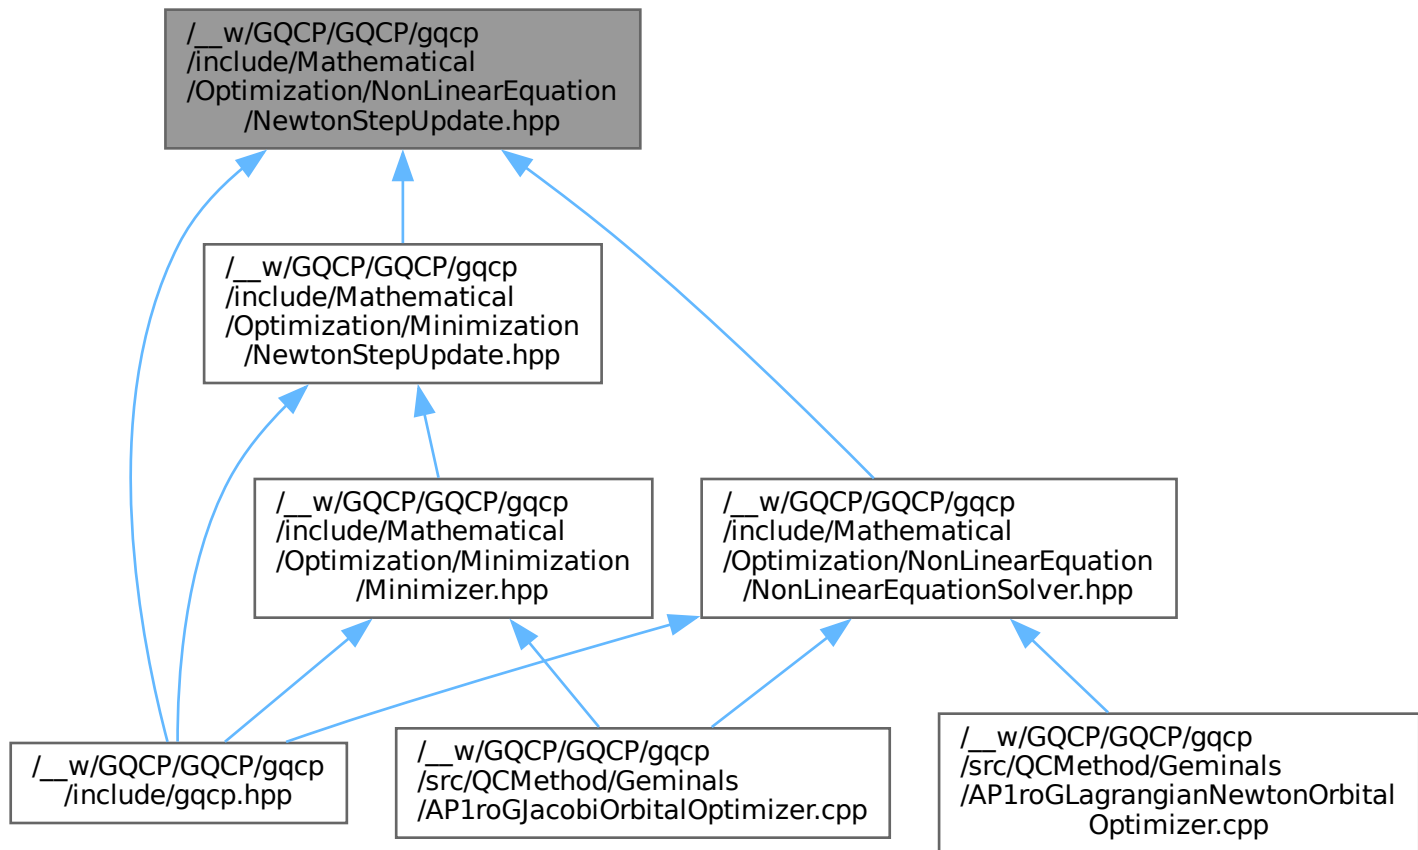 /__w/GQCP/GQCP/gqcp
/include/Mathematical
/Optimization/NonLinearEquation
/NewtonStepUpdate.hpp
/__w/GQCP/GQCP/gqcp
/include/Mathematical
/Optimization/Minimization
/NewtonStepUpdate.hpp
/__w/GQCP/GQCP/gqcp
/include/Mathematical
/Optimization/Minimization
/Minimizer.hpp
/__w/GQCP/GQCP/gqcp
/include/Mathematical
/Optimization/NonLinearEquation
/NonLinearEquationSolver.hpp
/__w/GQCP/GQCP/gqcp
/include/gqcp.hpp
/__w/GQCP/GQCP/gqcp
/src/QCMethod/Geminals
/AP1roGJacobiOrbitalOptimizer.cpp
/__w/GQCP/GQCP/gqcp
/src/QCMethod/Geminals
/AP1roGLagrangianNewtonOrbital
Optimizer.cpp